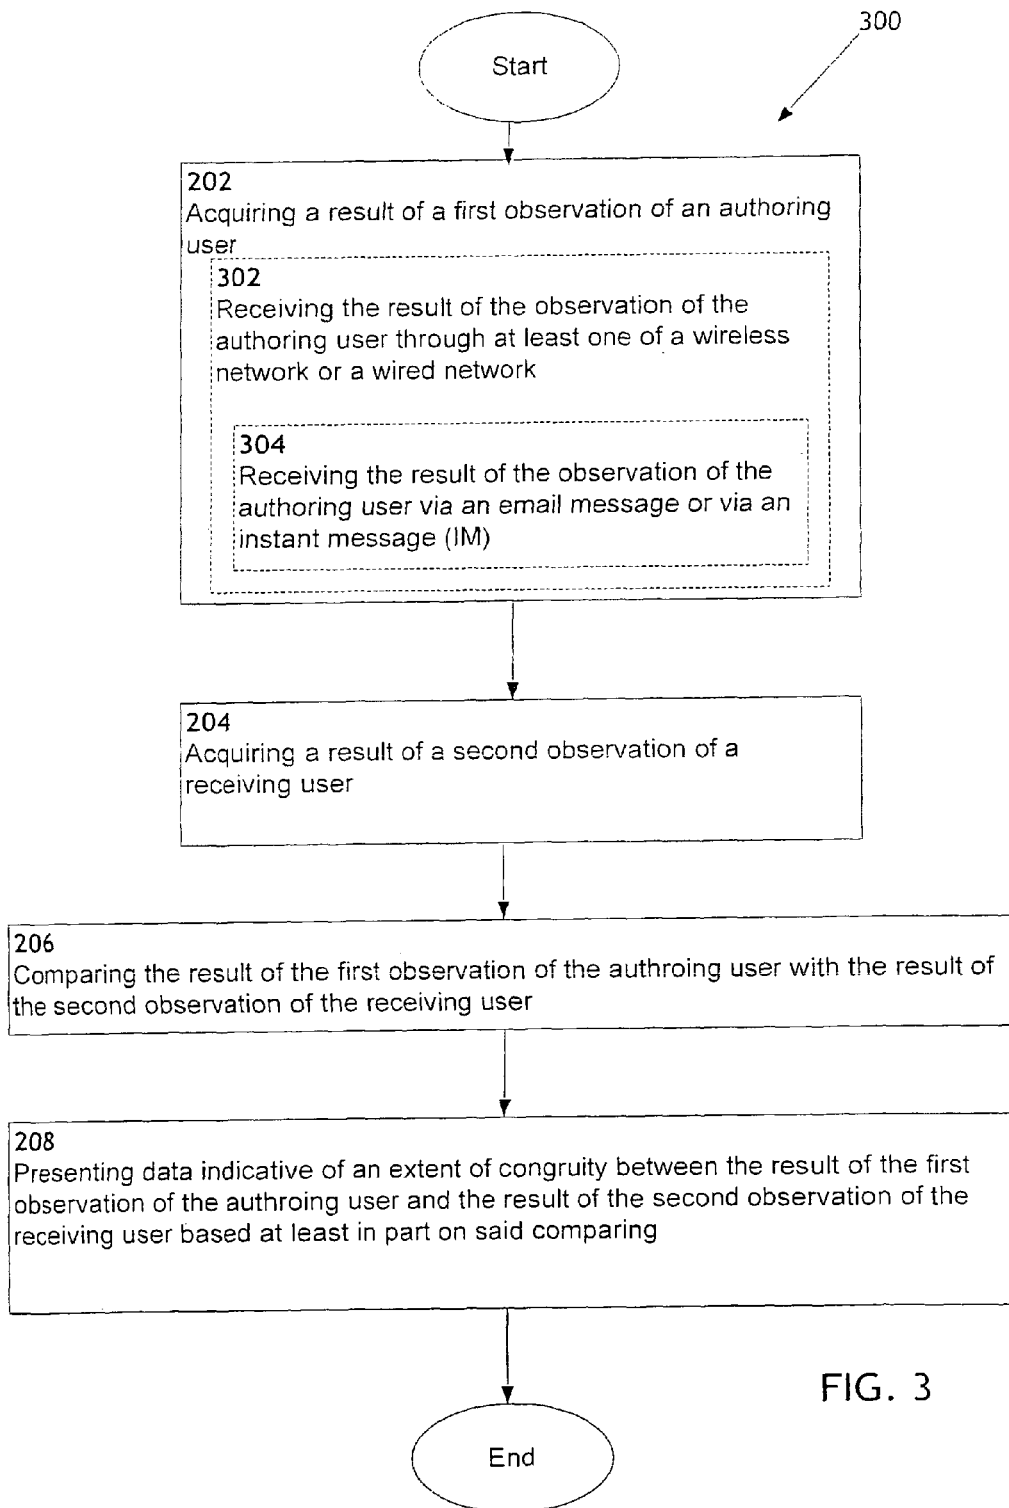 300
Start
202
Acquiring a result of a first observation of an authoring
user
302
Receiving the result of the observation of the
authoring user through at least one of a wireless
network or a wired network
304
Receiving the result of the observation of the
authoring user via an email message or via an
instant message (IM)
204
Acquiring a result of a second observation of a
receiving user
206
Comparing the result of the first observation of the authroing user with the result of
the second observation of the receiving user
208
Presenting data indicative of an extent of congruity between the result of the first
observation of the authroing user and the result of the second observation of the
receiving user based at least in part on said comparing
FIG. 3
End